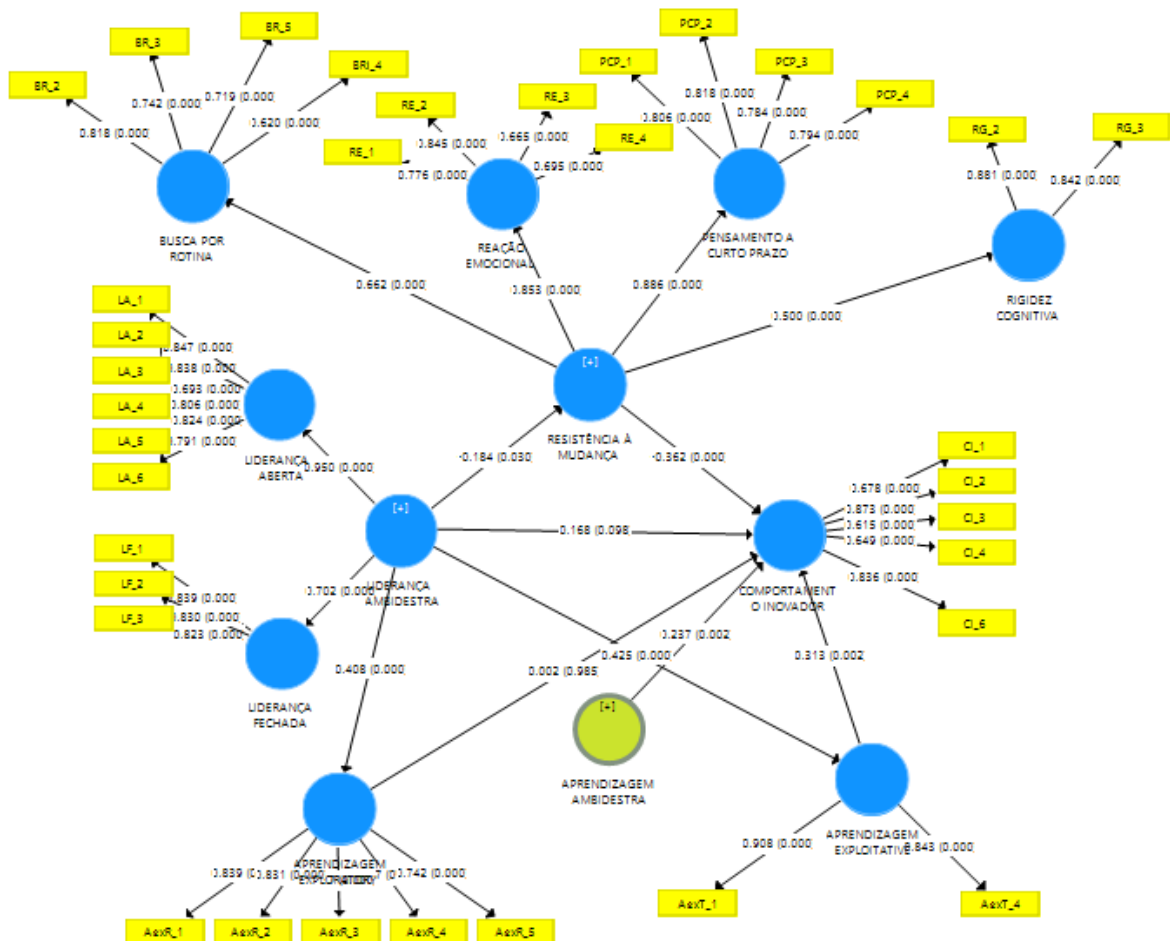 BR_2
BR_3
BR_5
BRI_4
0.818 (0.000)
0.742 (0.000)
0.719 (0.000)
0.620 (0.000)
BUSCA POR
ROTINA
RE_1
RE_2
RE_3
RE_4
0.776 (0.000)
0.845 (0.000)
0.665 (0.000)
0.695 (0.000)
REAÇÃO
EMOCIONAL
PCP_1
PCP_2
PCP_3
PCP_4
0.806 (0.000)
0.818 (0.000)
0.784 (0.000)
0.794 (0.000)
PENSAMENTO A
CURTO PRAZO
RG_2
RG_3
0.881 (0.000)
0.842 (0.000)
RIGIDEZ
COGNITIVA
0.662 (0.000)
0.853 (0.000)
0.886 (0.000)
0.500 (0.000)
[+]
RESISTÊNCIA À
MUDANÇA
LA_1
LA_2
LA_3
LA_4
LA_5
LA_6
0.847 (0.000)
0.838 (0.000)
0.693 (0.000)
0.806 (0.000)
0.824 (0.000)
0.791 (0.000)
LIDERANÇA
ABERTA
0.950 (0.000)
-0.184 (0.030)
-0.362 (0.000)
[+]
LIDERANÇA
AMBIDESTRA
0.168 (0.098)
LF_1
LF_2
LF_3
0.839 (0.000)
0.830 (0.000)
0.823 (0.000)
LIDERANÇA
FECHADA
0.702 (0.000)
0.408 (0.000)
CI_1
CI_2
CI_3
CI_4
CI_6
0.678 (0.000)
0.873 (0.000)
0.615 (0.000)
0.649 (0.000)
0.836 (0.000)
COMPORTAMENT
O INOVADOR
0.237 (0.002)
0.425 (0.000)
0.002 (0.985)
0.313 (0.002)
[+]
APRENDIZAGEM
AMBIDESTRA
APRENDIZAGEM
0.839
0.831 (0.000)
0.742 (0.000)
AexR_1
AexR_2
AexR_3
AexR_4
AexR_5
APRENDIZAGEM
EXPLOITATIVE
0.908 (0.000)
0.843 (0.000)
AexT_1
AexT_4